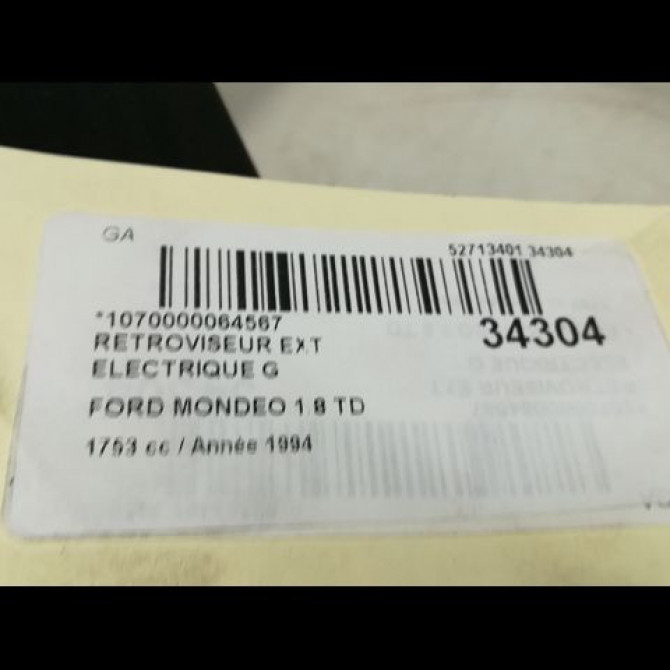 GA
52713401 34304
*1070000064567
34304
RETROVISEUR EXT
ELECTRIQUE G
FORD MONDEO 1.8 TD
1753 cc / Année 1994